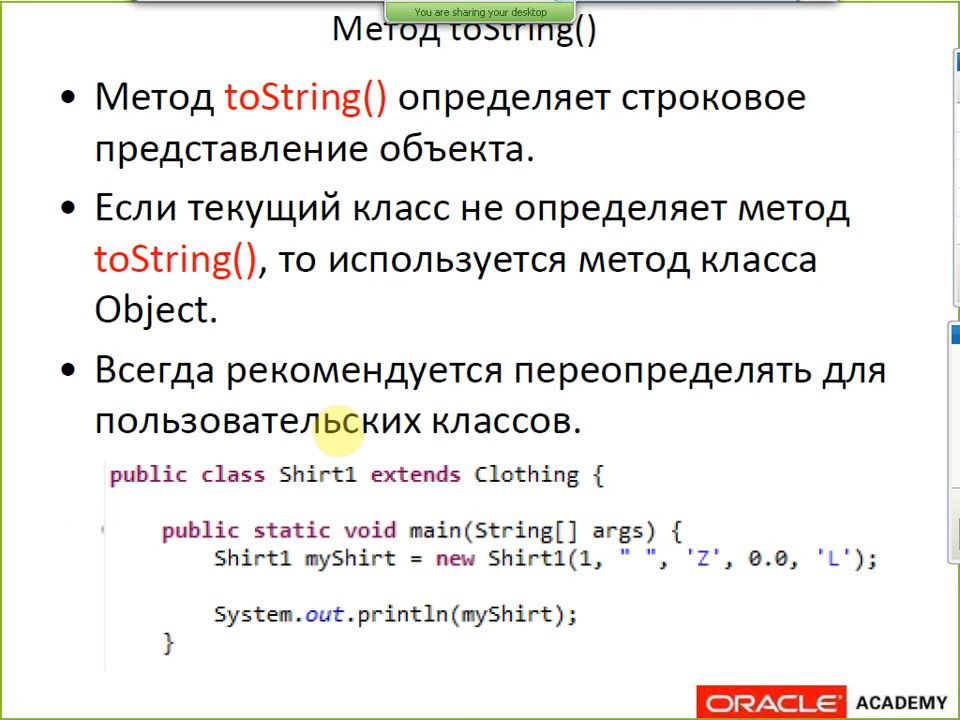 You are sharing your desktop
Метод toString()
• Метод toString() определяет строковое
представление объекта.
• Если текущий класс не определяет метод
toString(), то используется метод класса
Object.
• Всегда рекомендуется переопределять для
пользовательских классов.
public class Shirt1 extends Clothing {
public static void main(String[] args) {
Shirt1 myShirt = new Shirt1(1, " ", 'Z', 0.0, 'L');
System.out.println(myShirt);
}
ORACLE ACADEMY